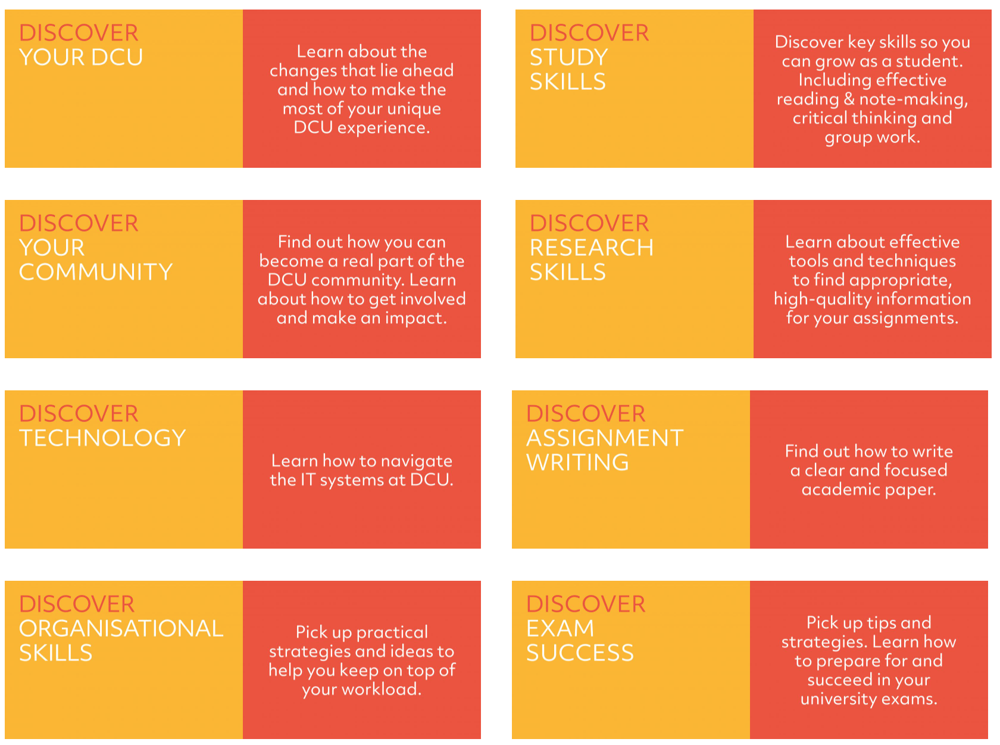 DISCOVER
YOUR DCU
Learn about the
changes that lie ahead
and how to make the
most of your unique
DCU experience.
DISCOVER
STUDY
SKILLS
Discover key skills so you
can grow as a student.
Including effective
reading & note-making,
critical thinking and
group work.
DISCOVER
YOUR
COMMUNITY
Find out how you can
become a real part of the
DCU community. Learn
about how to get involved
and make an impact.
DISCOVER
RESEARCH
SKILLS
Learn about effective
tools and techniques
to find appropriate,
high-quality information
for your assignments.
DISCOVER
TECHNOLOGY
Learn how to navigate
the IT systems at DCU.
DISCOVER
ASSIGNMENT
WRITING
Find out how to write
a clear and focused
academic paper.
DISCOVER
ORGANISATIONAL
SKILLS
Pick up practical
strategies and ideas to
help you keep on top of
your workload.
DISCOVER
EXAM
SUCCESS
Pick up tips and
strategies. Learn how
to prepare for and
succeed in your
university exams.